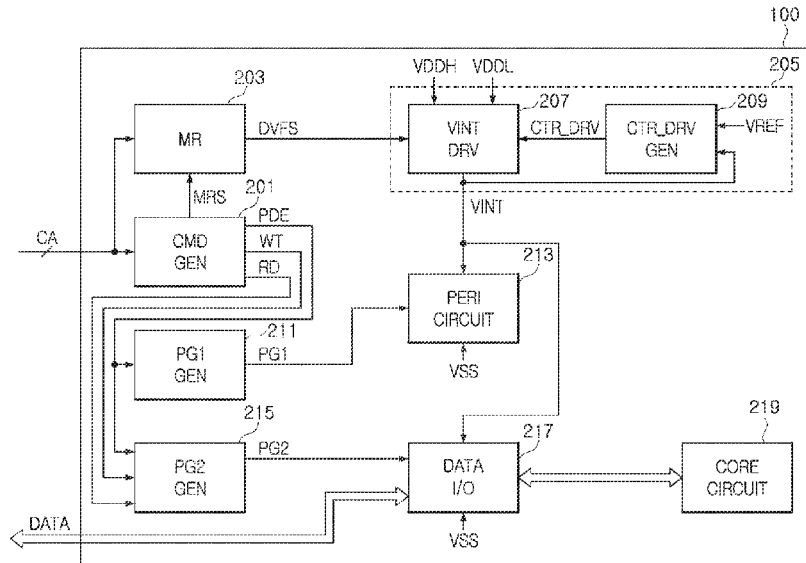 100
VDDH VDDL 205
203 207 209
MR DVFS VINT DRV CTR_DRV CTR_DRV GEN VREF
MRS 201 PDE VINT
CA CMD GEN WT 213
RD PERI CIRCUIT
211
PG1 GEN PG1 VSS
215 217 219
PG2 GEN PG2 DATA I/O CORE CIRCUIT
DATA VSS